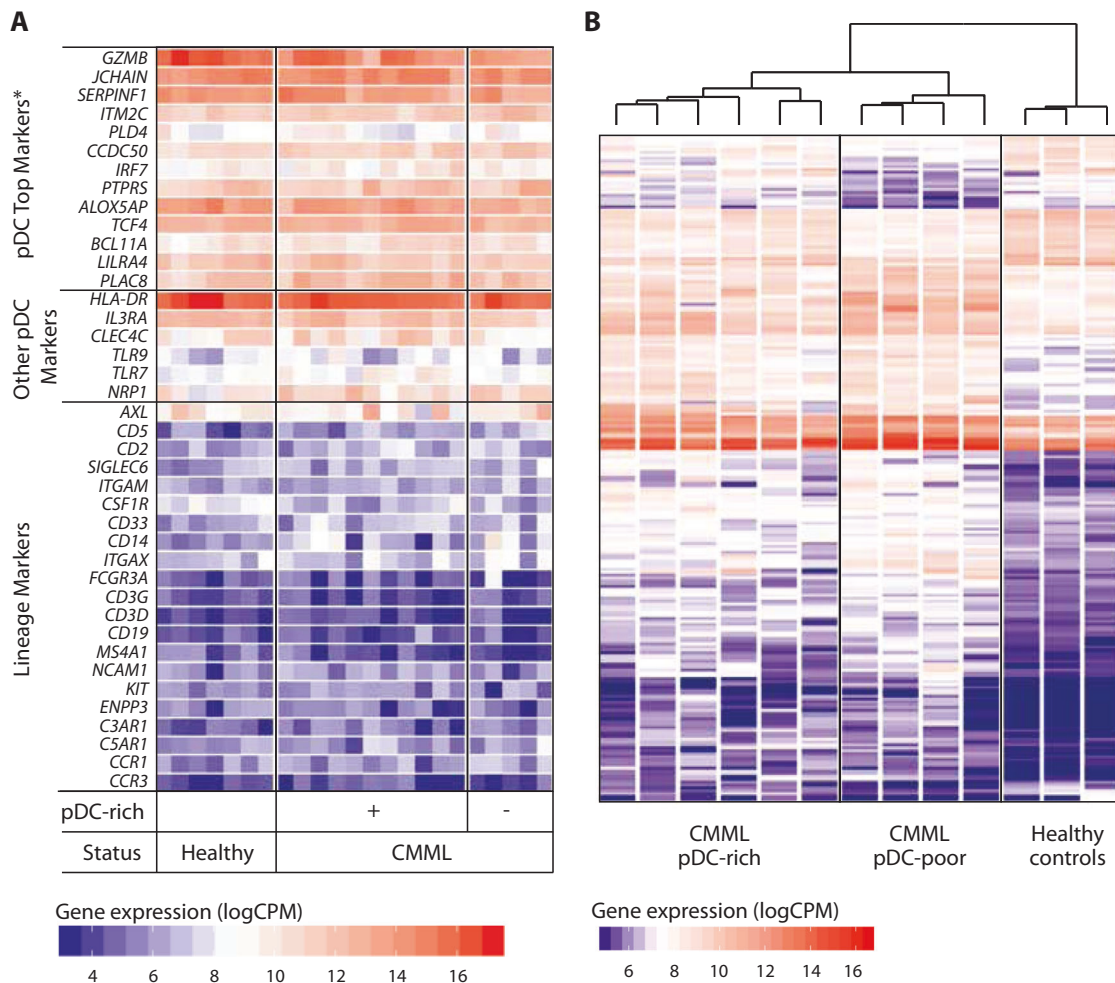 A
pDC Top Markers*
GZMB
JCHAIN
SERPINF1
ITM2C
PLD4
CCDC50
IRF7
PTPRS
ALOX5AP
TCF4
BCL11A
LILRA4
PLAC8
Other pDC
Markers
HLA-DR
IL3RA
CLEC4C
TLR9
TLR7
NRP1
Lineage Markers
AXL
CD5
CD2
SIGLEC6
ITGAM
CSF1R
CD33
CD14
ITGAX
FCGR3A
CD3G
CD3D
CD19
MS4A1
NCAM1
KIT
ENPP3
C3AR1
C5AR1
CCR1
CCR3
pDC-rich + -
Status Healthy CMML
Gene expression (logCPM)
4 6 8 10 12 14 16
B
CMML
pDC-rich
CMML
pDC-poor
Healthy
controls
Gene expression (logCPM)
6 8 10 12 14 16